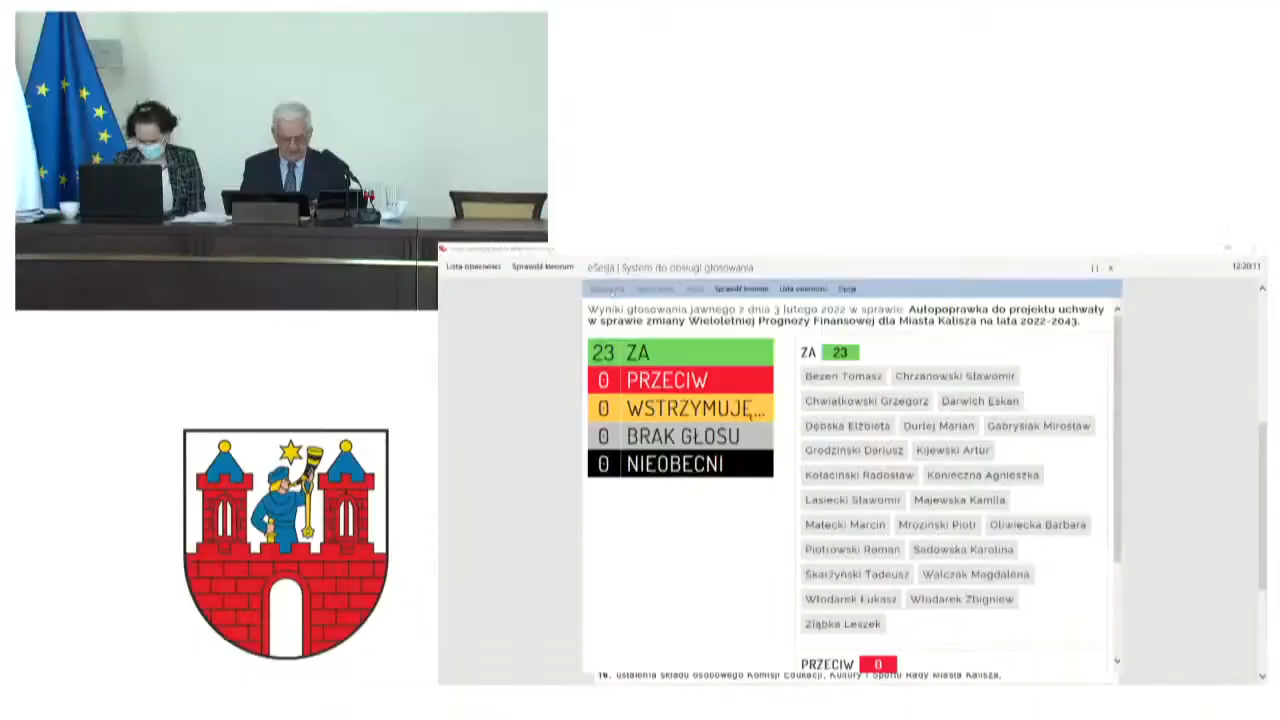 Lista obecności Sprawdź kworum eSesja | System do obsługi głosowania 12:20:11
Sprawdź kworum Lista obecności Opcje
Wyniki głosowania jawnego z dnia 3 lutego 2022 w sprawie: Autopoprawka do projektu uchwały
w sprawie zmiany Wieloletniej Prognozy Finansowej dla Miasta Kalisza na lata 2022-2043.
23 ZA
0 PRZECIW
0 WSTRZYMUJĘ...
0 BRAK GŁOSU
0 NIEOBECNI
ZA 23
Bezen Tomasz Chrzanowski Sławomir
Chwiałkowski Grzegorz Darwich Eskan
Dębska Elżbieta Durlej Marian Gabrysiak Mirosław
Grodziński Dariusz Kijewski Artur
Kołaciński Radosław Konieczna Agnieszka
Lasiecki Sławomir Majewska Kamila
Małecki Marcin Mroziński Piotr Oliwiecka Barbara
Piotrowski Roman Sadowska Karolina
Skarżyński Tadeusz Walczak Magdalena
Włodarek Łukasz Włodarek Zbigniew
Ziąbka Leszek
PRZECIW 0
ustalenia składu osobowego Komisji Edukacji, Kultury i Sportu Rady Miasta Kalisza,